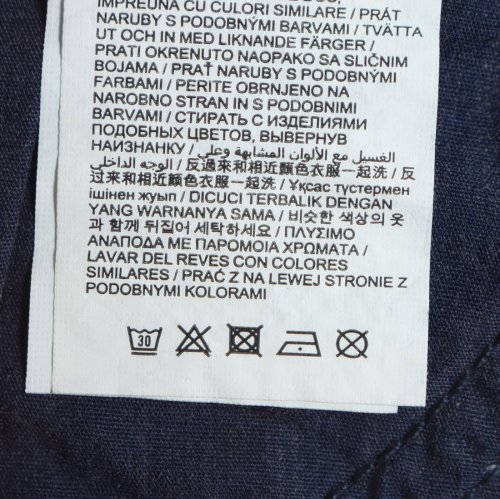 IMPREUNĂ CU CULORI SIMILARE / PRÁT
NARUBY S PODOBNÝMI BARVAMI / TVÄTTA
UT OCH IN MED LIKNANDE FÄRGER /
PRATI OKRENUTO NAOPAKO SA SLIČNIM
BOJAMA / PRAŤ NARUBY S PODOBNÝMI
FARBAMI / PERITE OBRNJENO NA
NAROBNO STRAN IN S PODOBNIMI
BARVAMI / СТИРАТЬ С ИЗДЕЛИЯМИ
ПОДОБНЫХ ЦВЕТОВ, ВЫВЕРНУВ
НАИЗНАНКУ / الغسيل مع الألوان المشابهة وعلى
الوجه الداخلي / 反過來和相近顏色衣服一起洗 / 反
过来和相近颜色衣服一起洗 / Ұқсас түстермен
ішінен жуып / DICUCI TERBALIK DENGAN
YANG WARNANYA SAMA / 비슷한 색상의 옷
과 함께 뒤집어 세탁하세요 / ΠΛΥΣΙΜΟ
ΑΝΑΠΟΔΑ ΜΕ ΠΑΡΟΜΟΙΑ ΧΡΩΜΑΤΑ /
LAVAR DEL REVES CON COLORES
SIMILARES / PRAĆ Z NA LEWEJ STRONIE Z
PODOBNYMI KOLORAMI
30